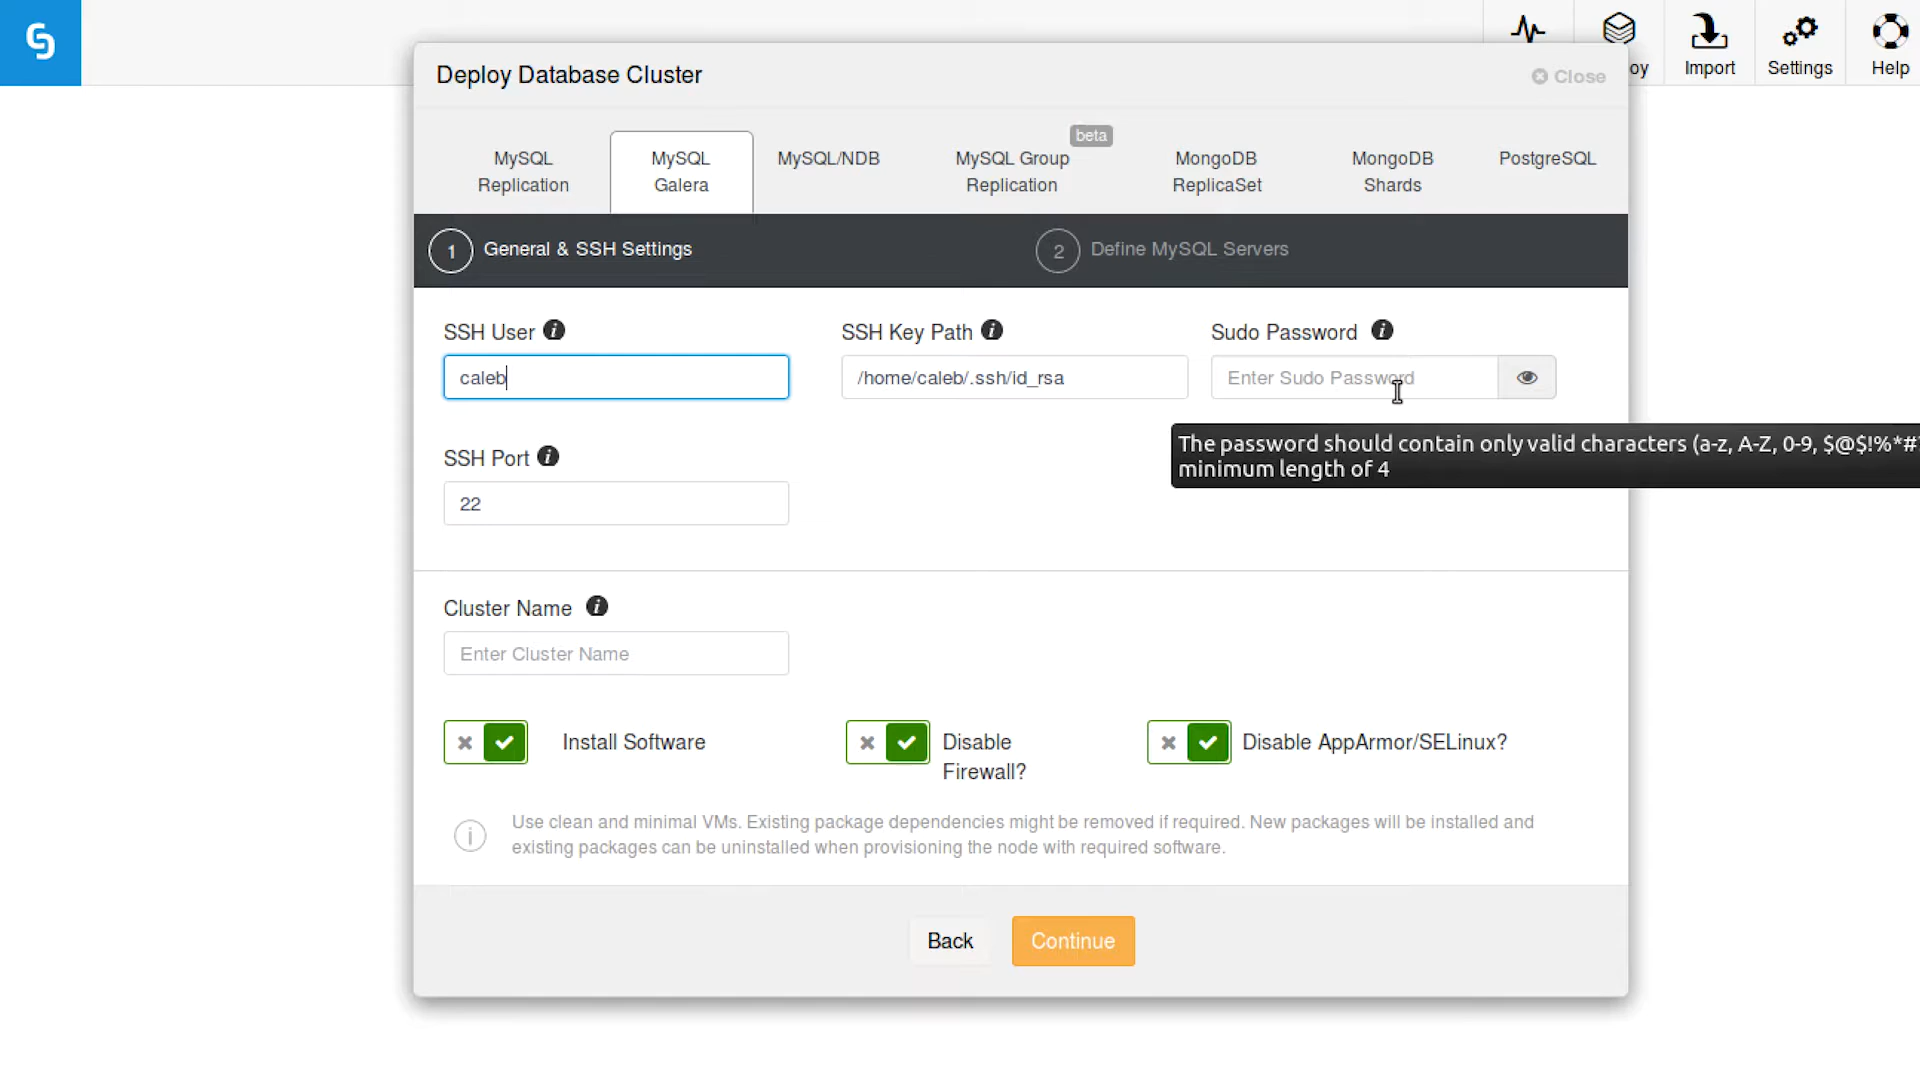 oy
Import
Settings
Help
Deploy Database Cluster
Close
beta
MySQL
Replication
MySQL
Galera
MySQL/NDB
MySQL Group
Replication
MongoDB
ReplicaSet
MongoDB
Shards
PostgreSQL
1 General & SSH Settings
2 Define MySQL Servers
SSH User
SSH Key Path
Sudo Password
caleb
/home/caleb/.ssh/id_rsa
Enter Sudo Password
The password should contain only valid characters (a-z, A-Z, 0-9, $@$!%*#
minimum length of 4
SSH Port
22
Cluster Name
Enter Cluster Name
Install Software
Disable
Firewall?
Disable AppArmor/SELinux?
Use clean and minimal VMs. Existing package dependencies might be removed if required. New packages will be installed and
existing packages can be uninstalled when provisioning the node with required software.
Back
Continue